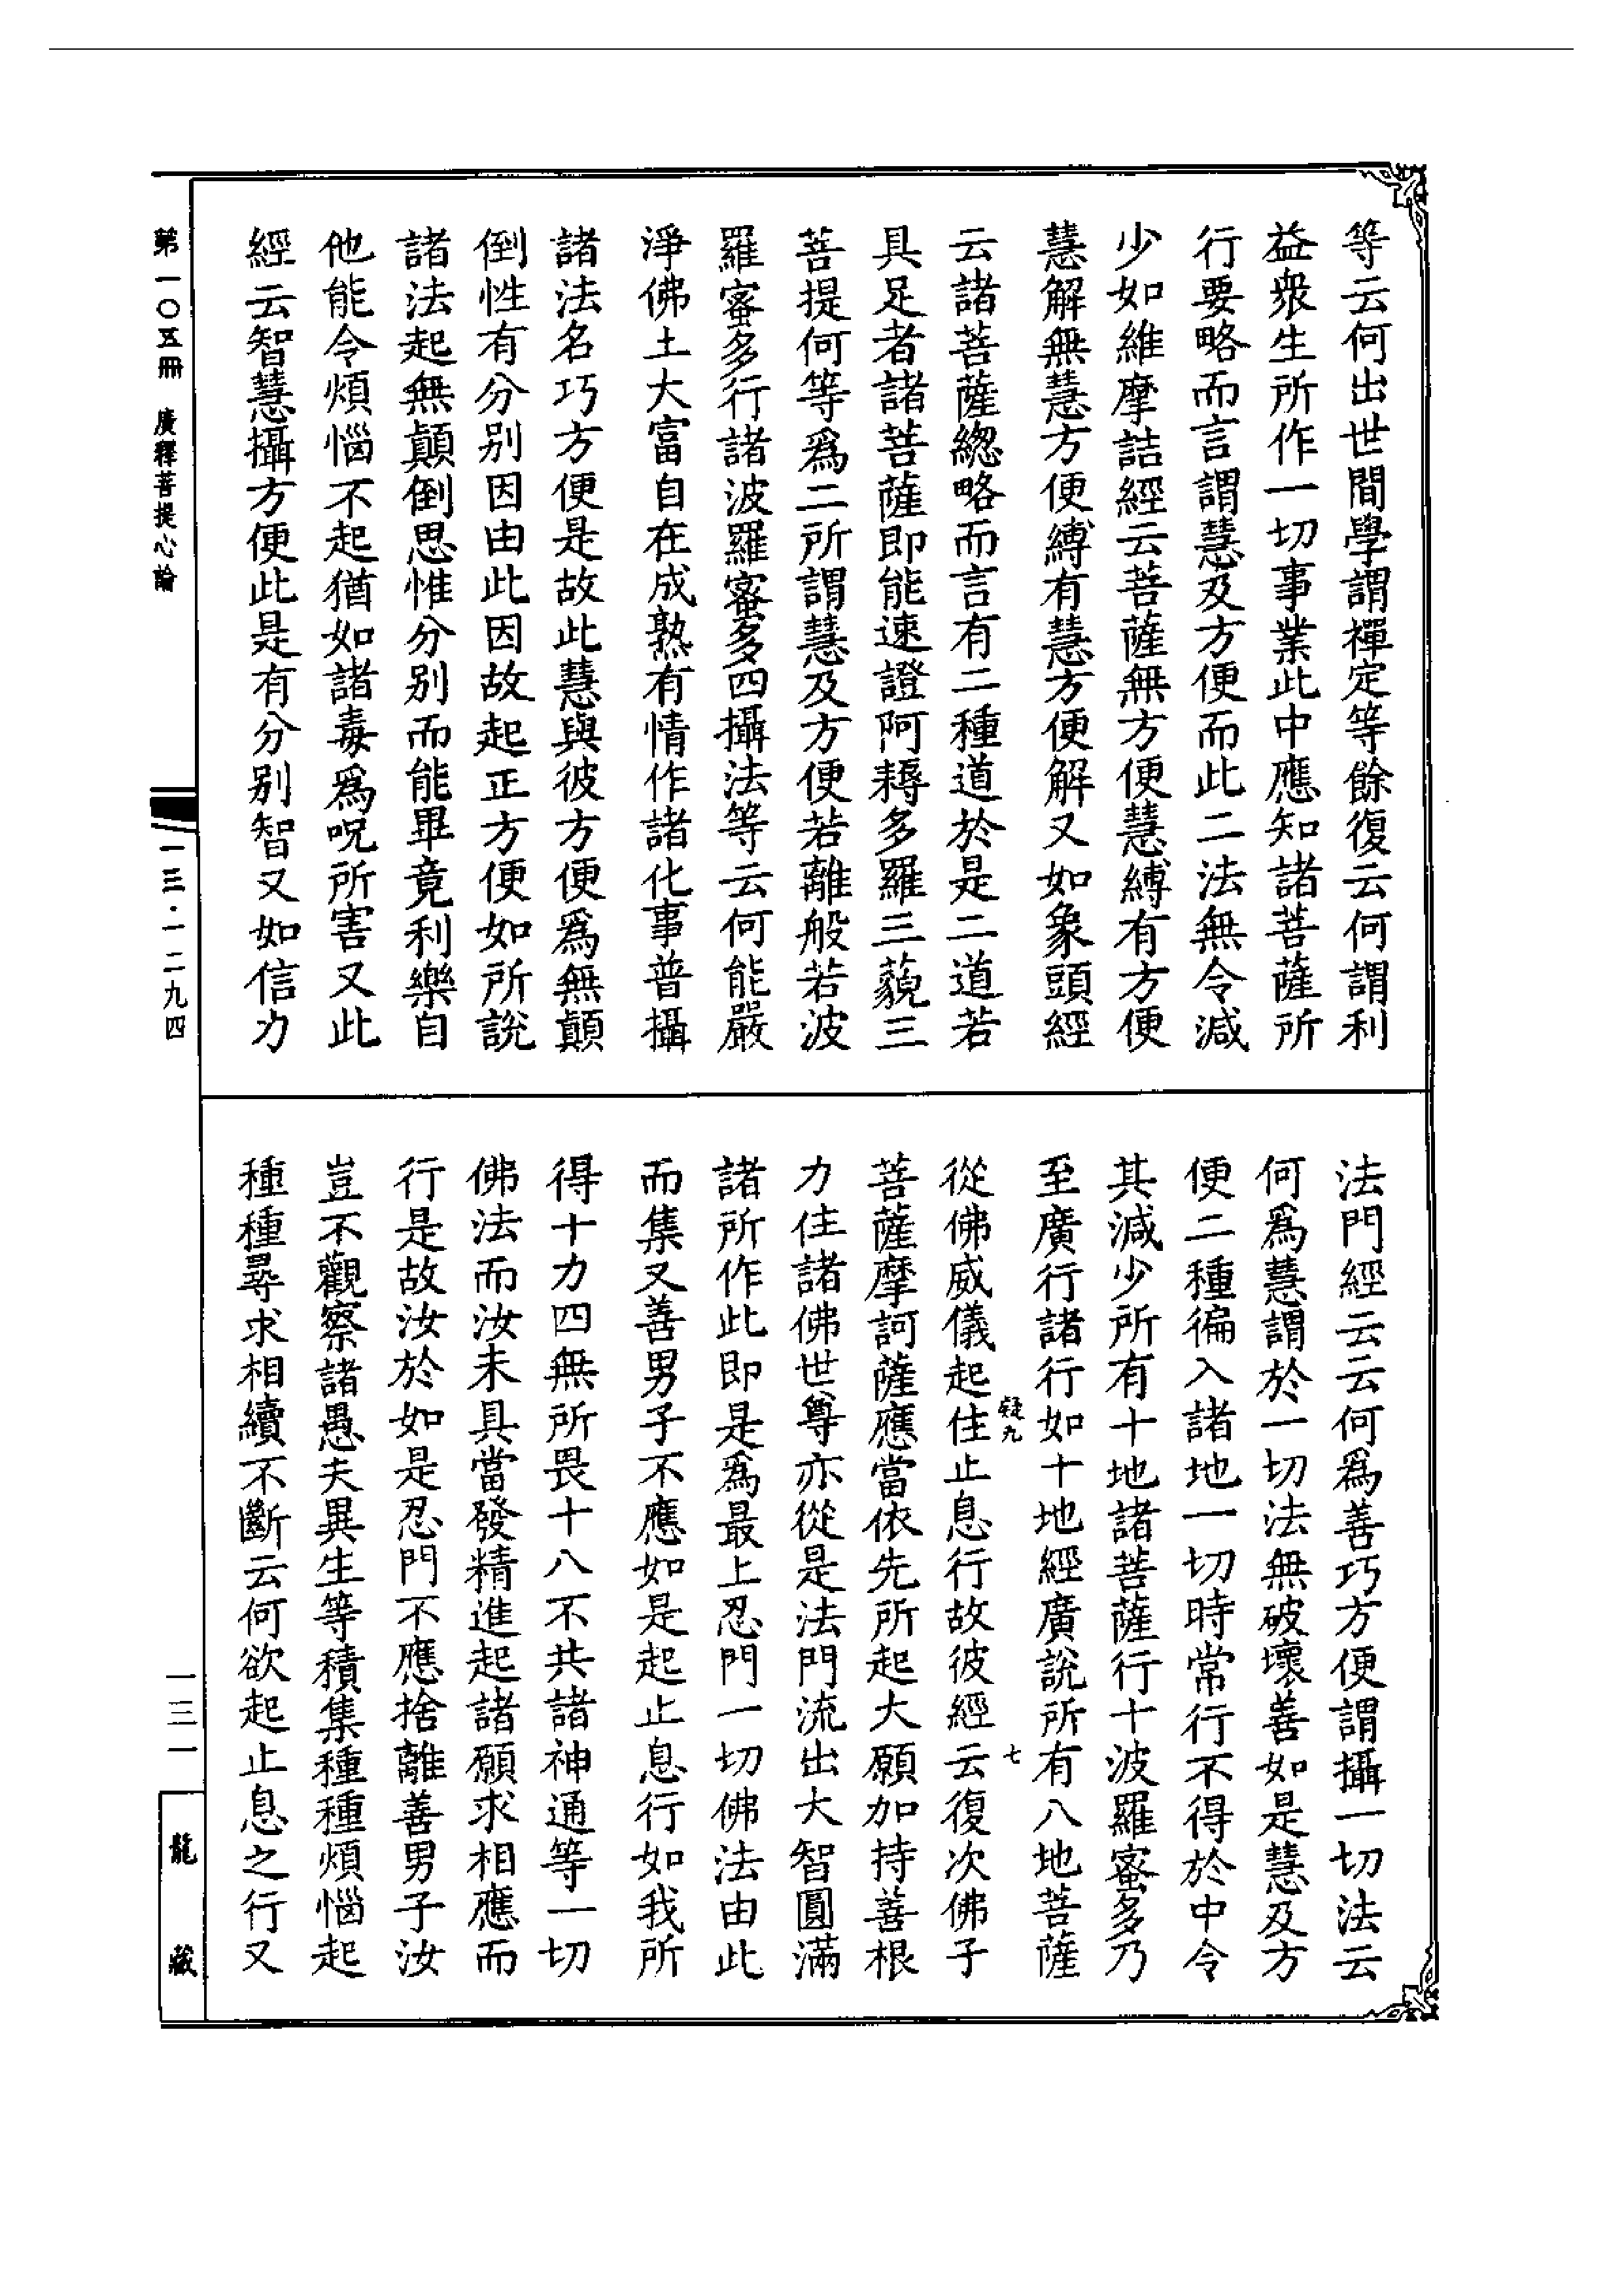 等云何出世間學謂禪定等餘復云何謂利
益衆生所作一切事業此中應知諸菩薩所
行要略而言謂慧及方便而此二法無令減
少如維摩詰經云菩薩無方便慧縛有方便
慧解無慧方便縛有慧方便解又如象頭經
云諸菩薩緫略而言有二種道於是二道若
具足者諸菩薩即能速證阿耨多羅三藐三
菩提何等爲二所謂慧及方便若離般若波
羅蜜多行諸波羅蜜多四攝法等云何能嚴
淨佛土大富自在成熟有情作諸化事普攝
諸法名巧方便是故此慧與彼方便爲無顛
倒性有分別因由此因故起正方便如所說
諸法起無顛倒思惟分別而能畢竟利樂自
他能令煩惱不起猶如諸毒爲呪所害又此
經云智慧攝方便此是有分別智又如信力
法門經云云何爲善巧方便謂攝一切法云
何爲慧謂於一切法無破壞善如是慧及方
便二種徧入諸地一切時常行不得於中令
其減少所有十地諸菩薩行十波羅蜜多乃
至廣行諸行如十地經廣說所有八地菩薩
從佛威儀起住止息行故彼經云復次佛子
疑九
七
菩薩摩訶薩應當依先所起大願加持善根
力住諸佛世尊亦從是法門流出大智圓滿
諸所作此即是爲最上忍門一切佛法由此
而集又善男子不應如是起止息行如我所
得十力四無所畏十八不共諸神通等一切
佛法而汝未具當發精進起諸願求相應而
行是故汝於如是忍門不應捨離善男子汝
豈不觀察諸愚夫異生等積集種種煩惱起
種種尋求相續不斷云何欲起止息之行又
第一〇五冊 廣釋菩提心論
一三·一二九四
一三一
龍藏